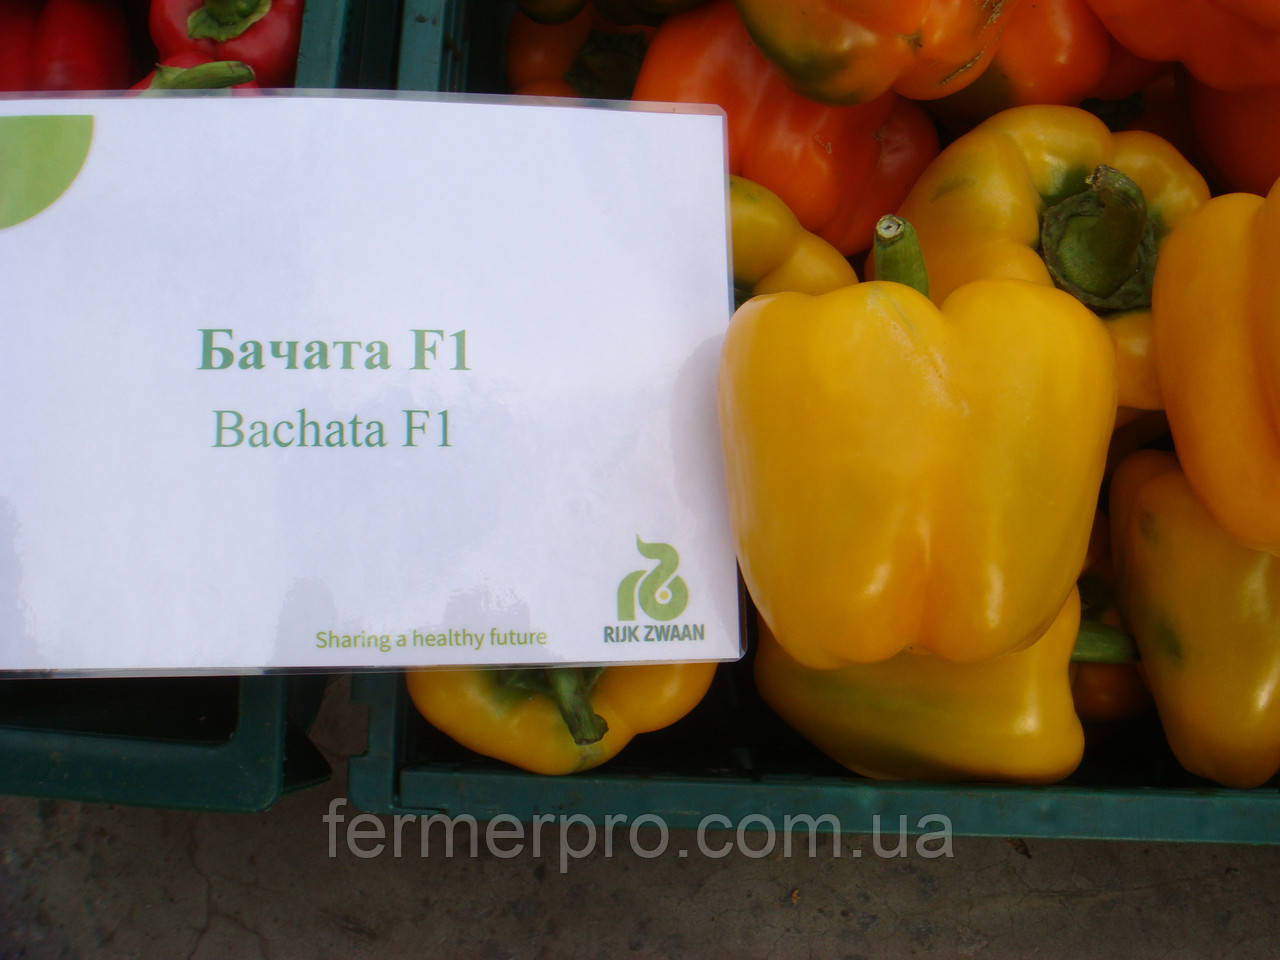 Бачата F1
Bachata F1
Sharing a healthy future
RIJK ZWAAN
fermerpro.com.ua